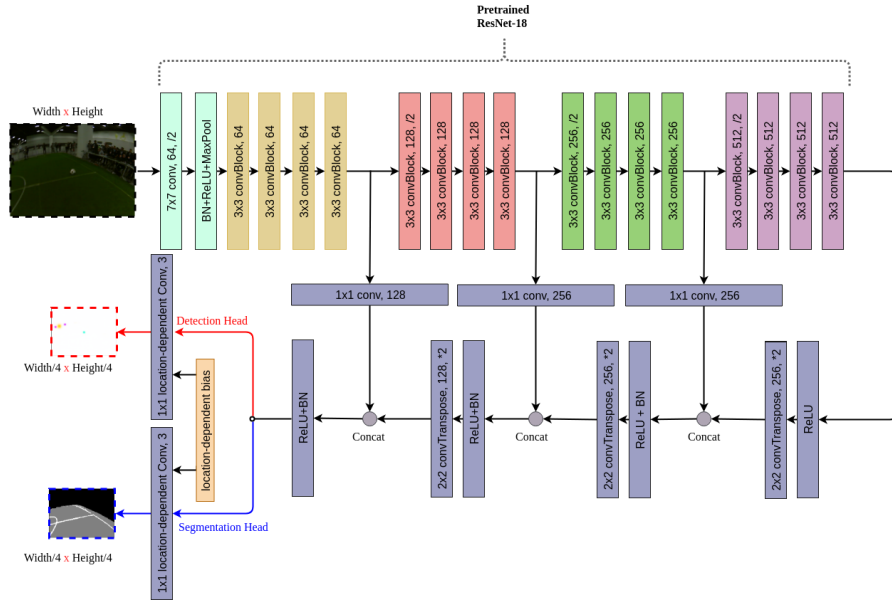 Pretrained
ResNet-18
Width x Height
7x7 conv, 64, /2
BN+ReLU+MaxPool
3x3 convBlock, 64
3x3 convBlock, 64
3x3 convBlock, 64
3x3 convBlock, 64
3x3 convBlock, 128, /2
3x3 convBlock, 128
3x3 convBlock, 128
3x3 convBlock, 128
3x3 convBlock, 256, /2
3x3 convBlock, 256
3x3 convBlock, 256
3x3 convBlock, 256
3x3 convBlock, 512, /2
3x3 convBlock, 512
3x3 convBlock, 512
3x3 convBlock, 512
1x1 conv, 128
1x1 conv, 256
1x1 conv, 256
1x1 location-dependent Conv, 3
Detection Head
Width/4 x Height/4
location-dependent bias
ReLU+BN
Concat
2x2 convTranspose, 128, *2
ReLU+BN
Concat
2x2 convTranspose, 256, *2
ReLU + BN
Concat
2x2 convTranspose, 256, *2
ReLU
1x1 location-dependent Conv, 3
Segmentation Head
Width/4 x Height/4